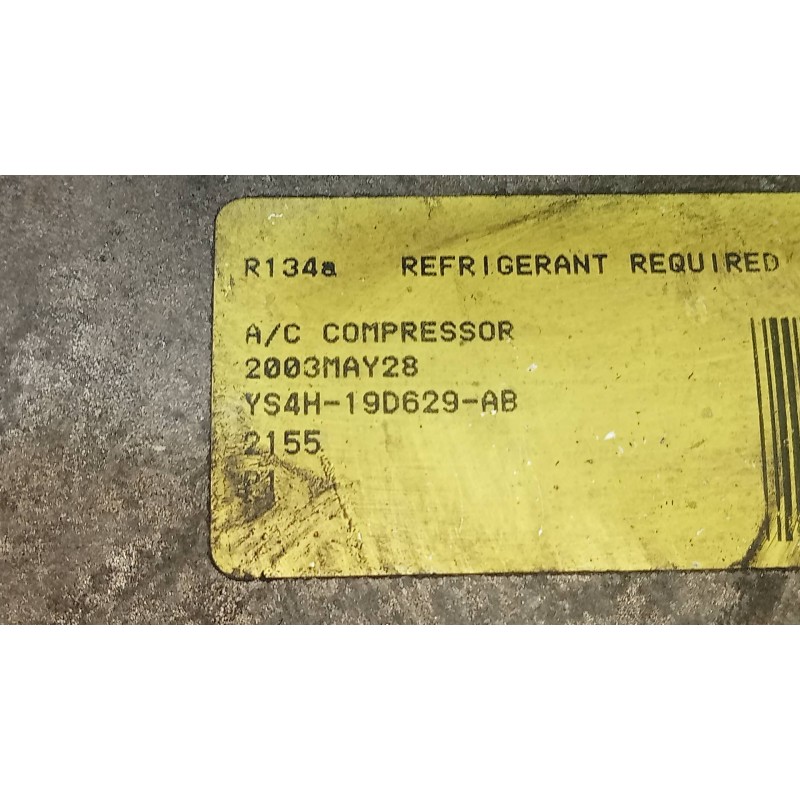 R134a REFRIGERANT REQUIRED
A/C COMPRESSOR
2003MAY28
YS4H-19D629-AB
2155